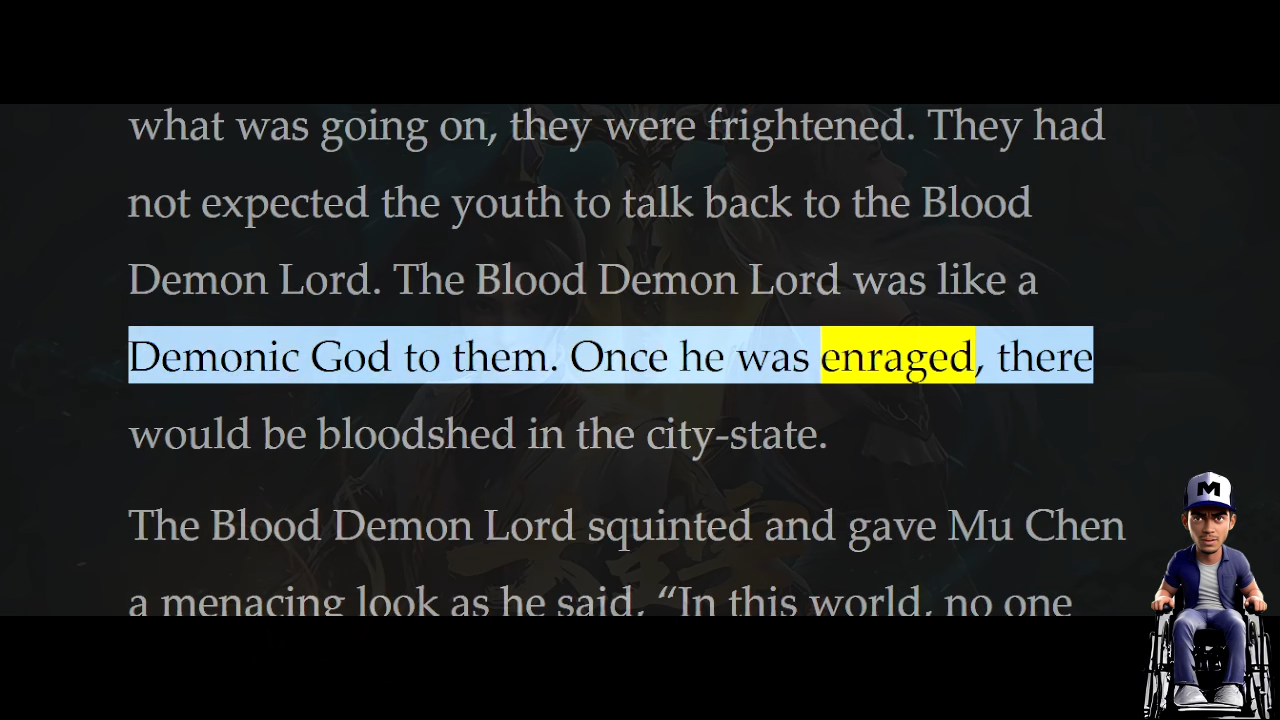 what was going on, they were frightened. They had
not expected the youth to talk back to the Blood
Demon Lord. The Blood Demon Lord was like a
Demonic God to them. Once he was enraged, there
would be bloodshed in the city-state.
The Blood Demon Lord squinted and gave Mu Chen
a menacing look as he said, “In this world, no one
M